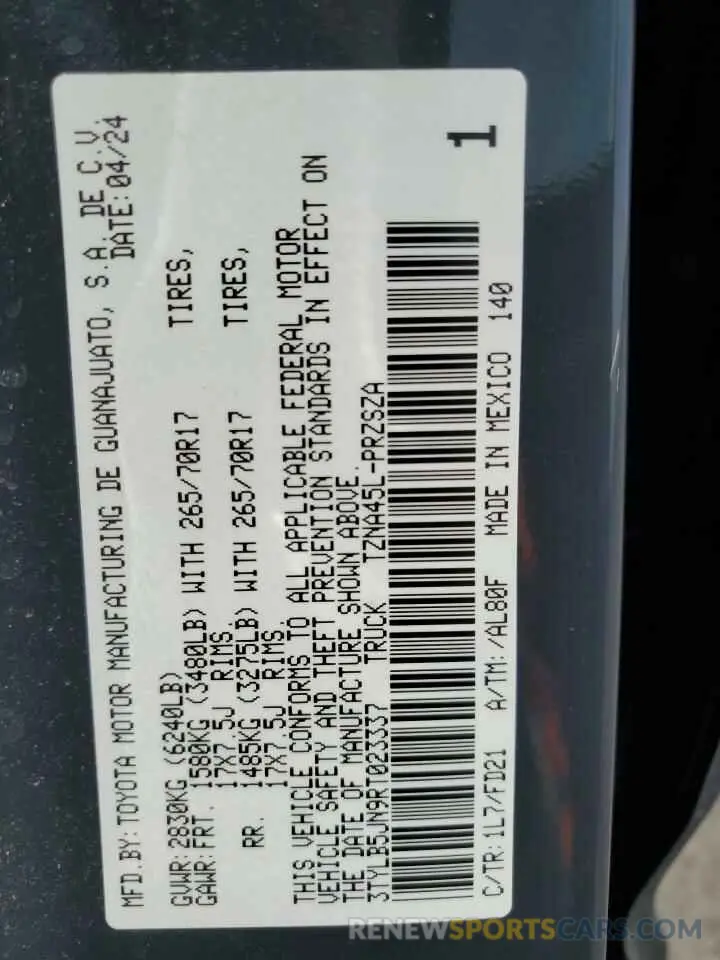 MFD.BY:TOYOTA MOTOR MANUFACTURING DE GUANAJUATO, S.A. DE C.V.
DATE:04/24
GVWR:2830KG (6240LB)
GAWR:FRT. 1580KG (3480LB) WITH 265/70R17 TIRES,
17X7.5J RIMS.
RR. 1485KG (3275LB) WITH 265/70R17 TIRES,
17X7.5J RIMS.
THIS VEHICLE CONFORMS TO ALL APPLICABLE FEDERAL MOTOR
VEHICLE SAFETY AND THEFT PREVENTION STANDARDS IN EFFECT ON
THE DATE OF MANUFACTURE SHOWN ABOVE.
3TYLB5JN9RT023337 TRUCK TZNA45L-PRZSZA
C/TR:1L7/FD21 A/TM:/AL80F MADE IN MEXICO 140
1
NEWSPORTSCARS.COM